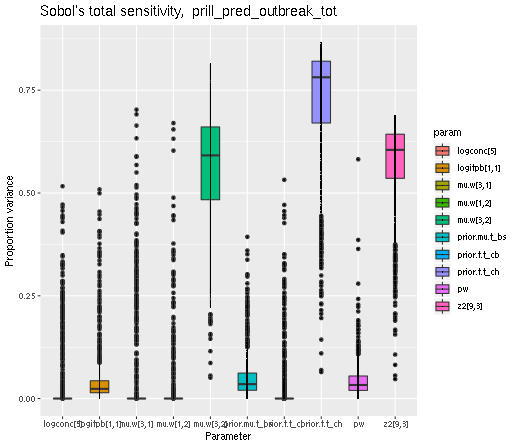 Sobol's total sensitivity, prill_pred_outbreak_tot
0.75
0.50
0.25
0.00
Proportion variance
logconc[5]
logitpb[1,1]
mu.w[3,1]
mu.w[1,2]
mu.w[3,2]
prior.mu.t_bs
prior.f.t_cb
prior.f.t_ch
pw
z2[9,3]
Parameter
param
logconc[5]
logitpb[1,1]
mu.w[3,1]
mu.w[1,2]
mu.w[3,2]
prior.mu.t_bs
prior.f.t_cb
prior.f.t_ch
pw
z2[9,3]